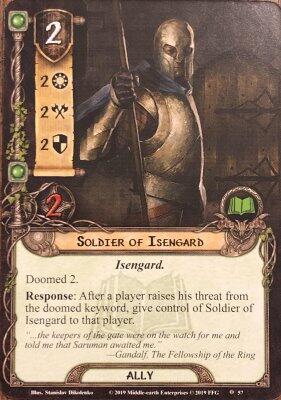 2
2
2
2
2
SOLDIER OF ISENGARD
Isengard.
Doomed 2.
Response: After a player raises his threat from
the doomed keyword, give control of Soldier of
Isengard to that player.
"...the keepers of the gate were on the watch for me and
told me that Saruman awaited me."
—Gandalf, The Fellowship of the Ring
ALLY
Illus. Stanislav Dikolenko © 2019 Middle-earth Enterprises © 2019 FFG 57